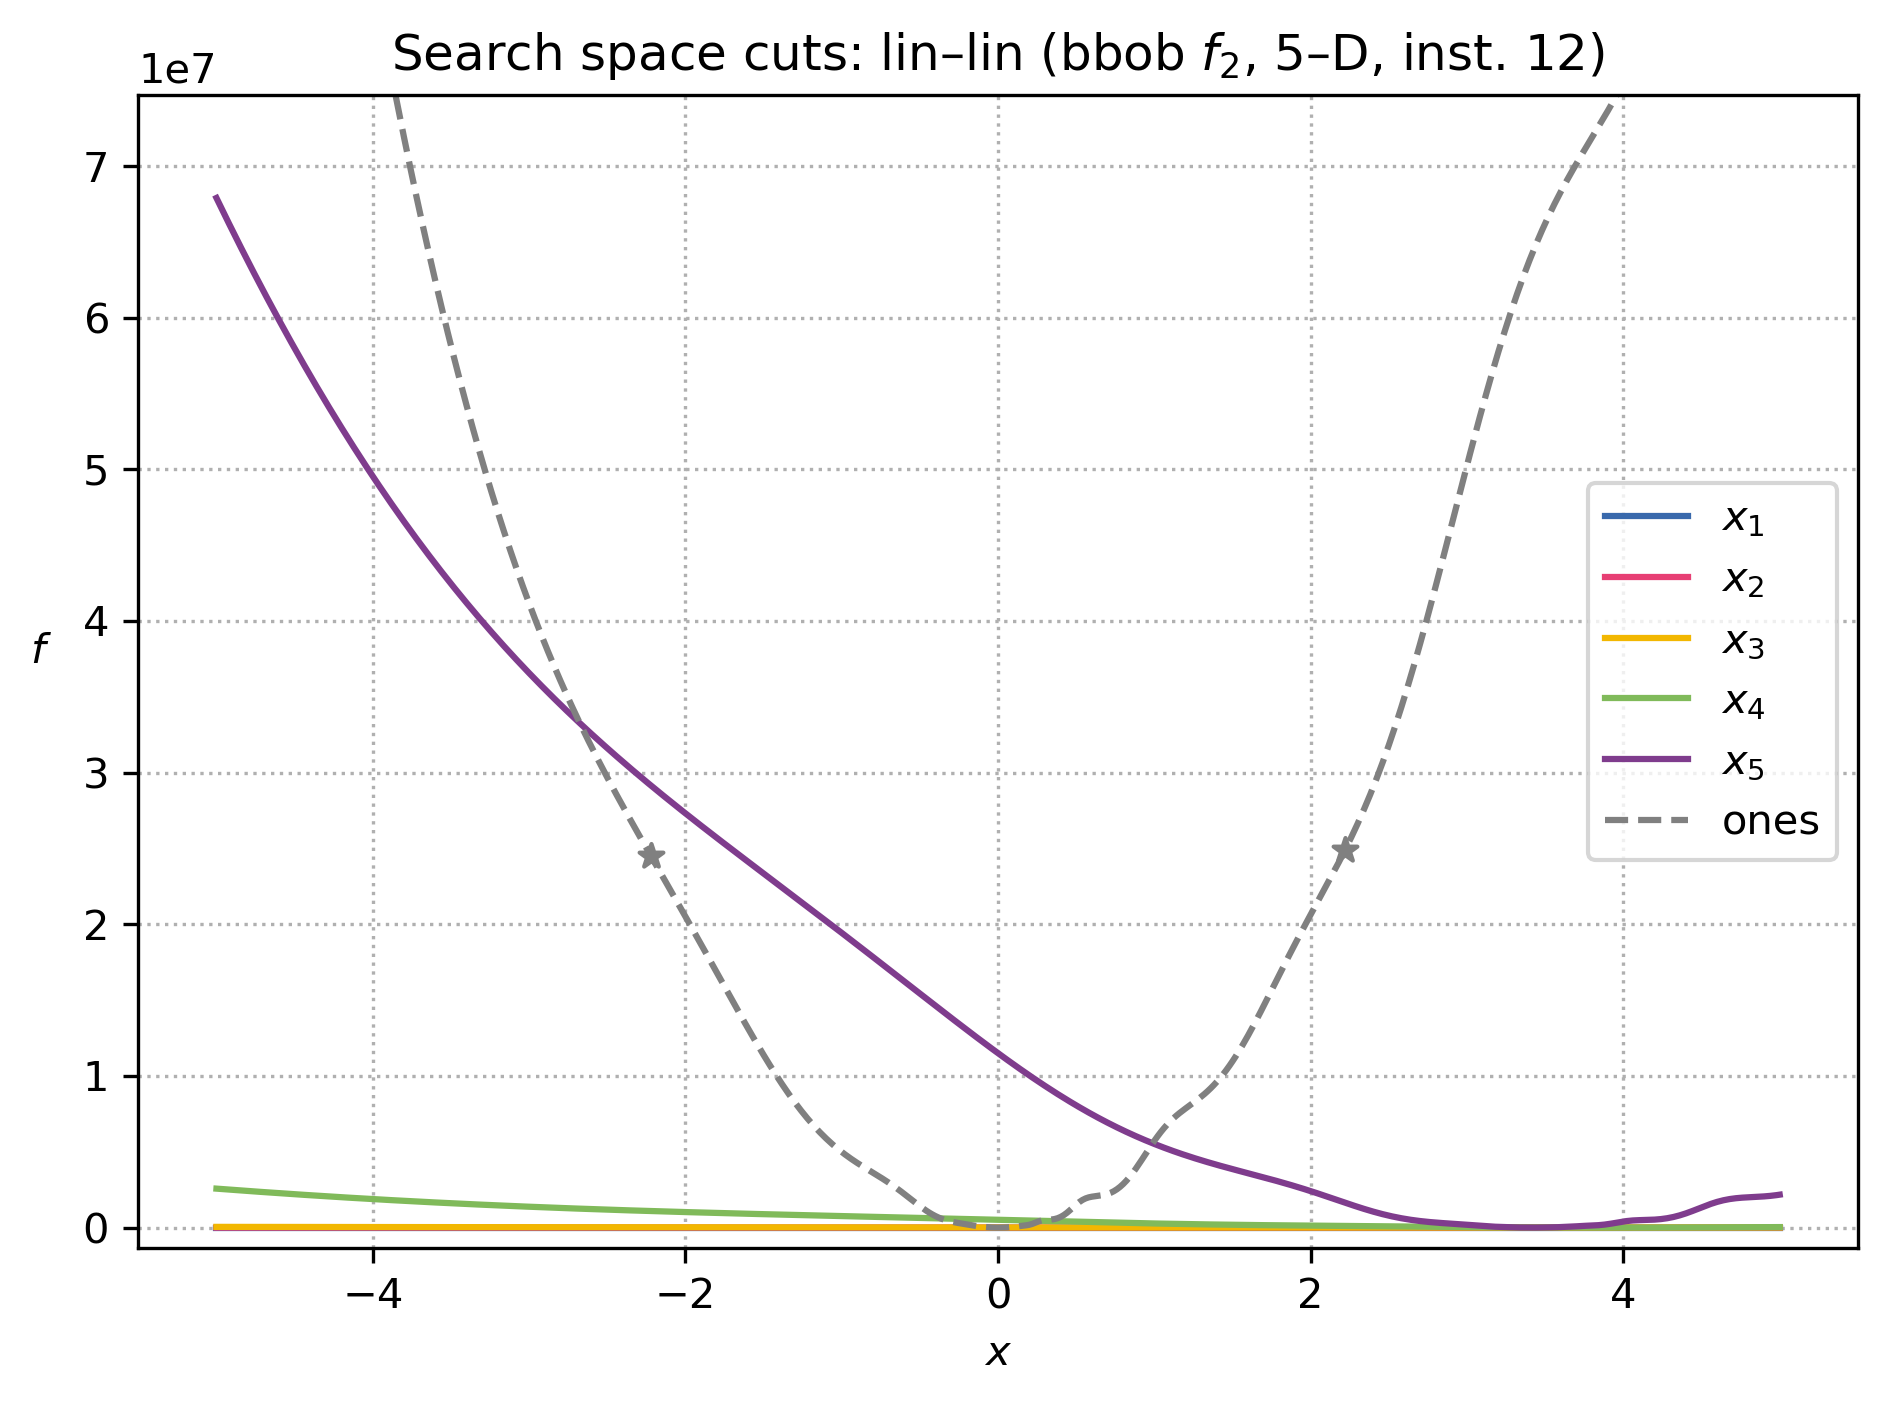 Search space cuts: lin–lin (bbob f₂, 5–D, inst. 12)
1e7
7
6
5
4
3
2
1
0
f
−4 −2 0 2 4
x
x₁
x₂
x₃
x₄
x₅
ones